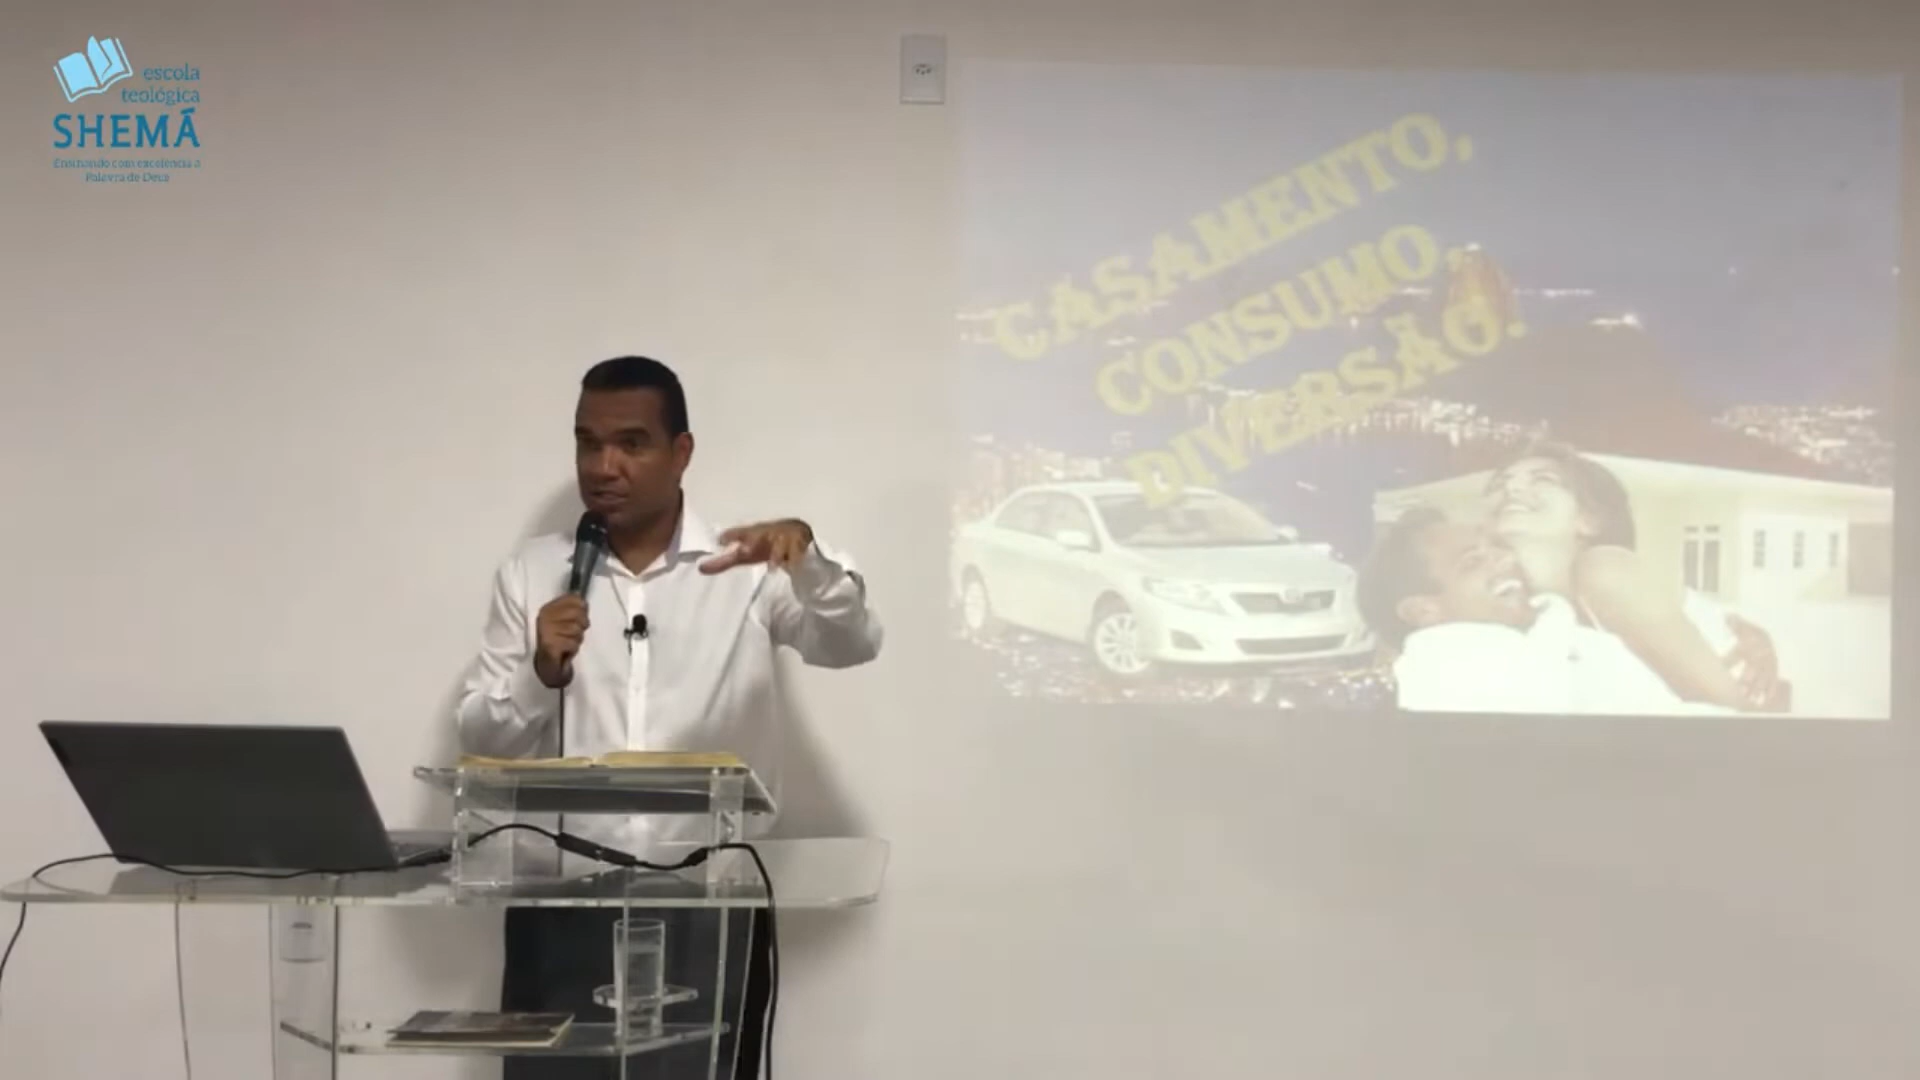 escola
teológica
SHEMÁ
Ensinando com excelência a
Palavra de Deus
CASAMENTO,
CONSUMO,
DIVERSÃO.